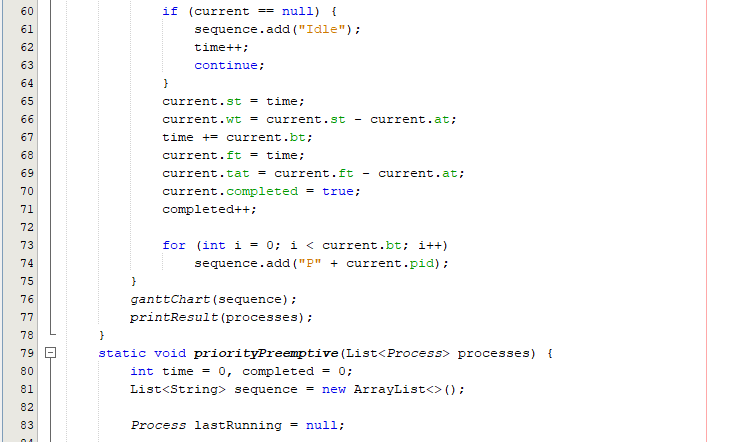 60 if (current == null) {
61 sequence.add("Idle");
62 time++;
63 continue;
64 }
65 current.st = time;
66 current.wt = current.st - current.at;
67 time += current.bt;
68 current.ft = time;
69 current.tat = current.ft - current.at;
70 current.completed = true;
71 completed++;
72
73 for (int i = 0; i < current.bt; i++)
74 sequence.add("P" + current.pid);
75 }
76 ganttChart(sequence);
77 printResult(processes);
78 }
79 static void priorityPreemptive(List<Process> processes) {
80 int time = 0, completed = 0;
81 List<String> sequence = new ArrayList<>();
82
83 Process lastRunning = null;